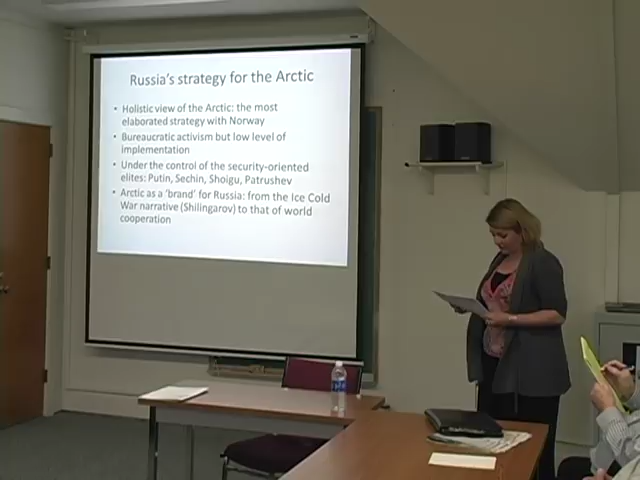 Russia's strategy for the Arctic
• Holistic view of the Arctic: the most
elaborated strategy with Norway
• Bureaucratic activism but low level of
implementation
• Under the control of the security-oriented
elites: Putin, Sechin, Shoigu, Patrushev
• Arctic as a 'brand' for Russia: from the Ice Cold
War narrative (Shilingarov) to that of world
cooperation